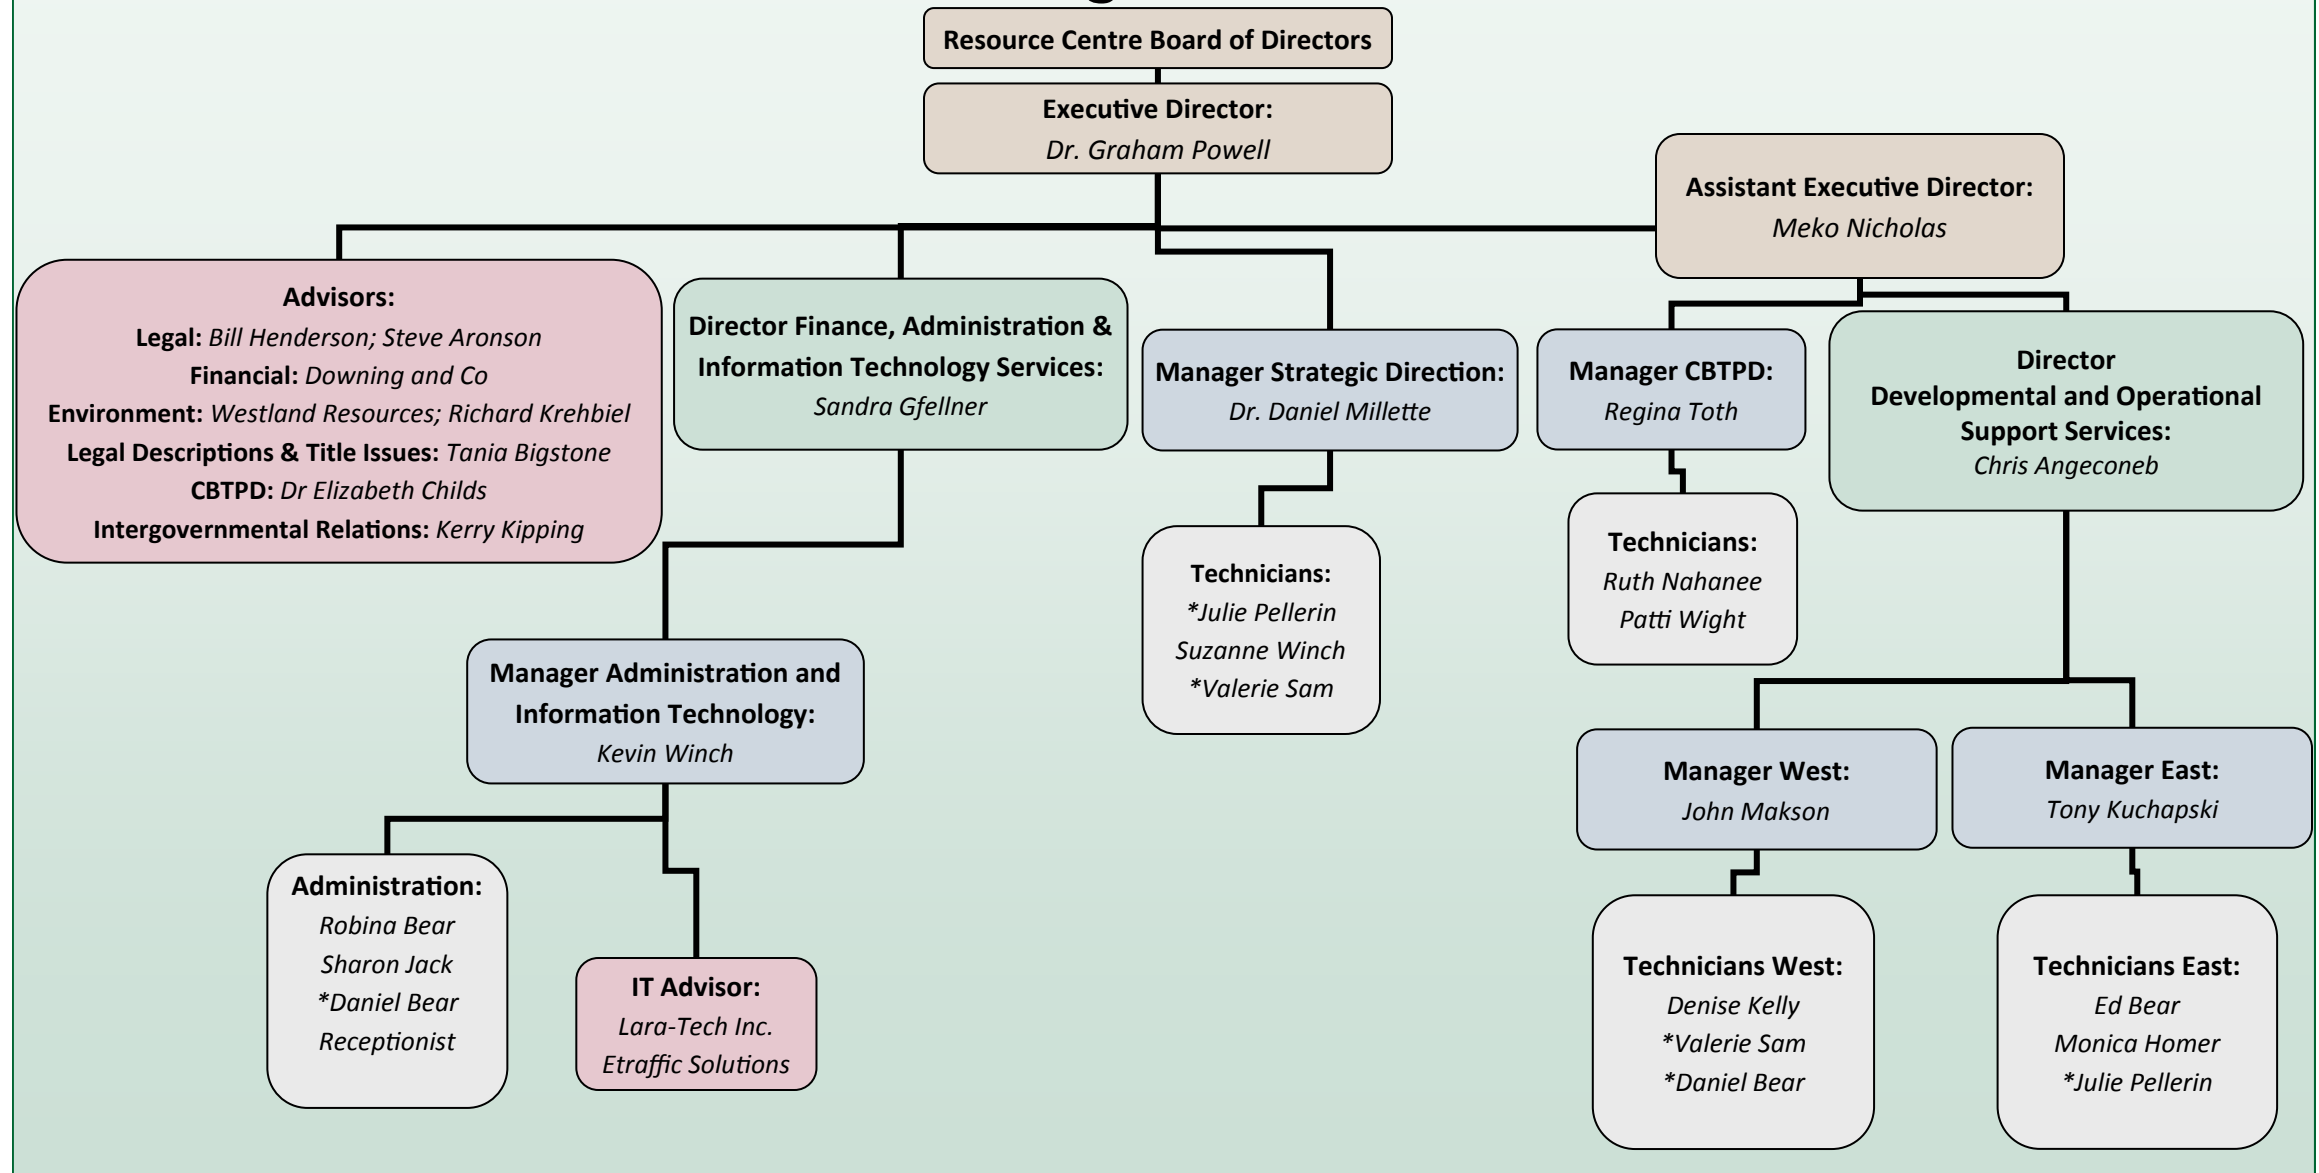 Resource Centre Board of Directors
Executive Director:
Dr. Graham Powell
Assistant Executive Director:
Meko Nicholas
Advisors:
Legal: Bill Henderson; Steve Aronson
Financial: Downing and Co
Environment: Westland Resources; Richard Krehbiel
Legal Descriptions & Title Issues: Tania Bigstone
CBTPD: Dr Elizabeth Childs
Intergovernmental Relations: Kerry Kipping
Director Finance, Administration &
Information Technology Services:
Sandra Gfellner
Manager Strategic Direction:
Dr. Daniel Millette
Manager CBTPD:
Regina Toth
Director
Developmental and Operational
Support Services:
Chris Angeconeb
Technicians:
*Julie Pellerin
Suzanne Winch
*Valerie Sam
Technicians:
Ruth Nahanee
Patti Wight
Manager Administration and
Information Technology:
Kevin Winch
Manager West:
John Makson
Manager East:
Tony Kuchapski
Administration:
Robina Bear
Sharon Jack
*Daniel Bear
Receptionist
IT Advisor:
Lara-Tech Inc.
Etraffic Solutions
Technicians West:
Denise Kelly
*Valerie Sam
*Daniel Bear
Technicians East:
Ed Bear
Monica Homer
*Julie Pellerin